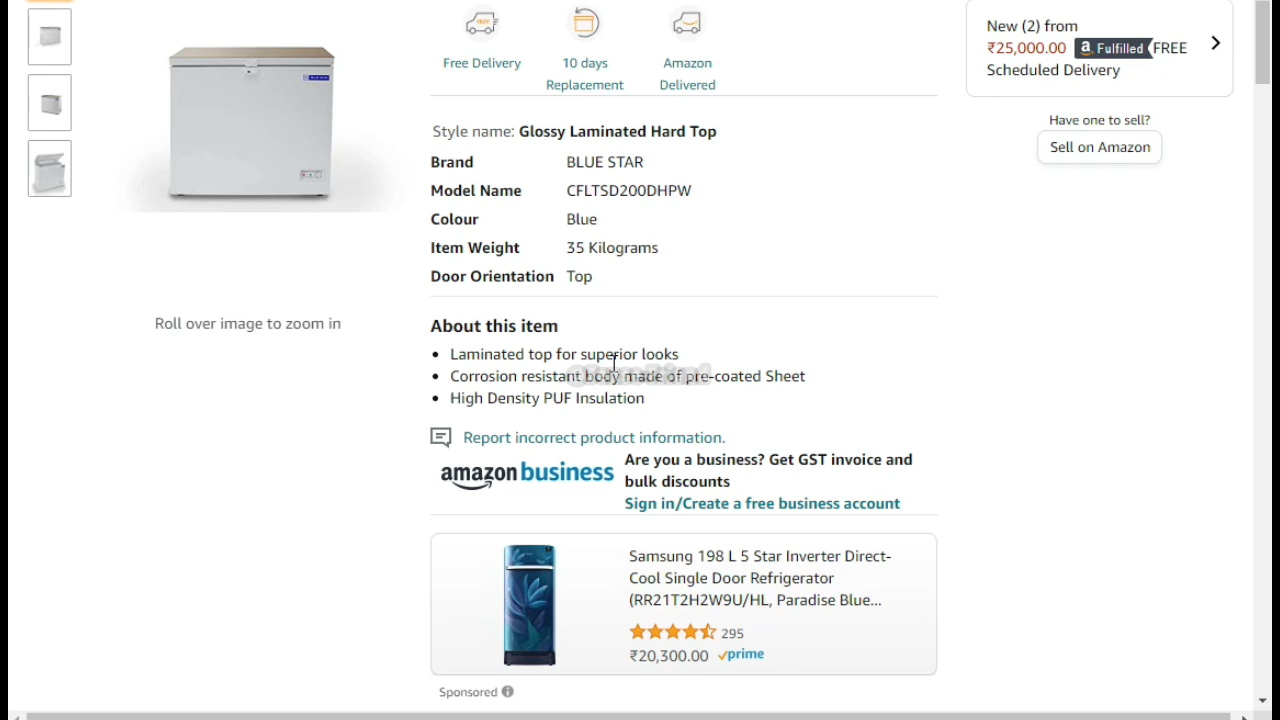 FREE
Free Delivery
10 days
Replacement
Amazon
Delivered
Style name: Glossy Laminated Hard Top
Brand BLUE STAR
Model Name CFLTSD200DHPW
Colour Blue
Item Weight 35 Kilograms
Door Orientation Top
Roll over image to zoom in
About this item
• Laminated top for superior looks
• Corrosion resistant body made of pre-coated Sheet
• High Density PUF Insulation
Report incorrect product information.
amazon business
Are you a business? Get GST invoice and
bulk discounts
Sign in/Create a free business account
Samsung 198 L 5 Star Inverter Direct-
Cool Single Door Refrigerator
(RR21T2H2W9U/HL, Paradise Blue...
295
₹20,300.00 prime
Sponsored
New (2) from
₹25,000.00 a Fulfilled FREE
Scheduled Delivery
Have one to sell?
Sell on Amazon